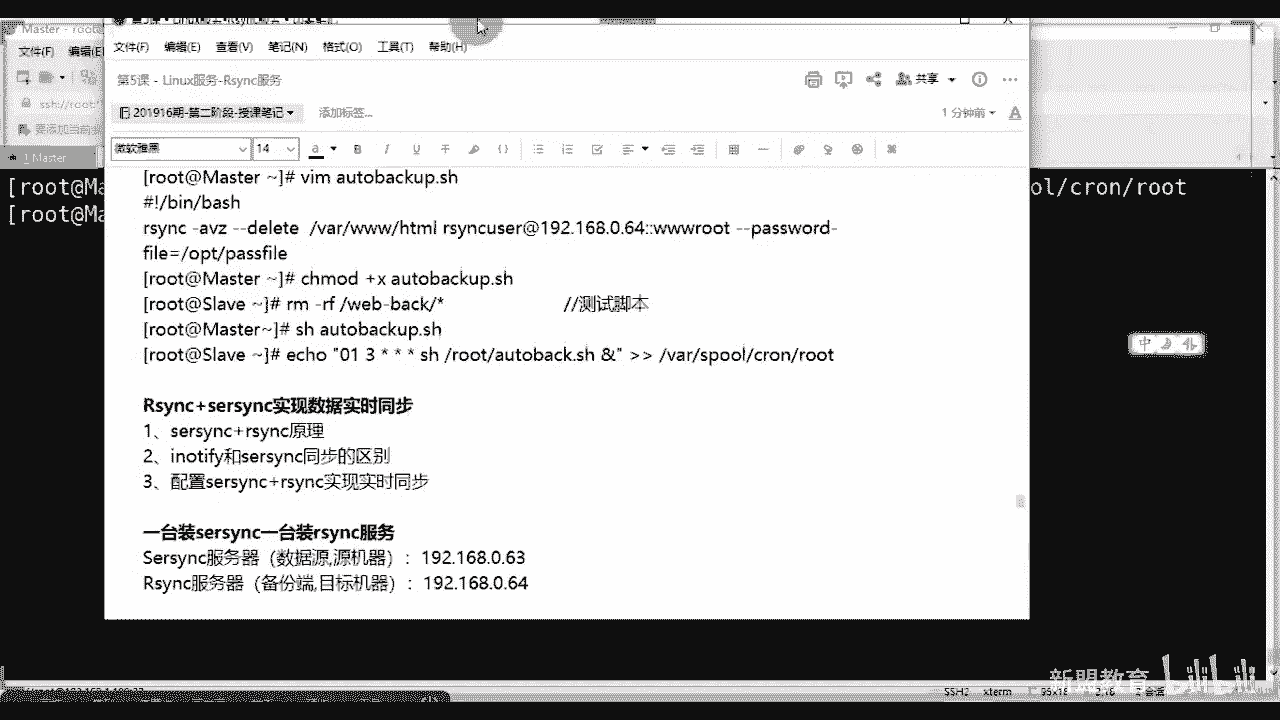 Master - root
文件(F) 编辑(E
ssh://root
要添加当前
1 Master
[root@Ma
[root@Ma
文件(F) 编辑(E) 查看(V) 笔记(N) 格式(O) 工具(T) 帮助(H)
第5课 - Linux服务-Rsync服务
共享
201916期-第二阶段-授课笔记 添加标签...
1 分钟前
微软雅黑 14
[root@Master ~]# vim autobackup.sh
#!/bin/bash
rsync -avz --delete /var/www/html rsyncuser@192.168.0.64::wwwroot --password-
file=/opt/passfile
[root@Master ~]# chmod +x autobackup.sh
[root@Slave ~]# rm -rf /web-back/* //测试脚本
[root@Master~]# sh autobackup.sh
[root@Slave ~]# echo "01 3 * * * sh /root/autoback.sh &" >> /var/spool/cron/root
Rsync+sersync实现数据实时同步
1、sersync+rsync原理
2、inotify和sersync同步的区别
3、配置sersync+rsync实现实时同步
一台装sersync一台装rsync服务
Sersync服务器（数据源,源机器）：192.168.0.63
Rsync服务器（备份端,目标机器）：192.168.0.64
ol/cron/root
中
新盟教育 bilibili
SSH2 xterm